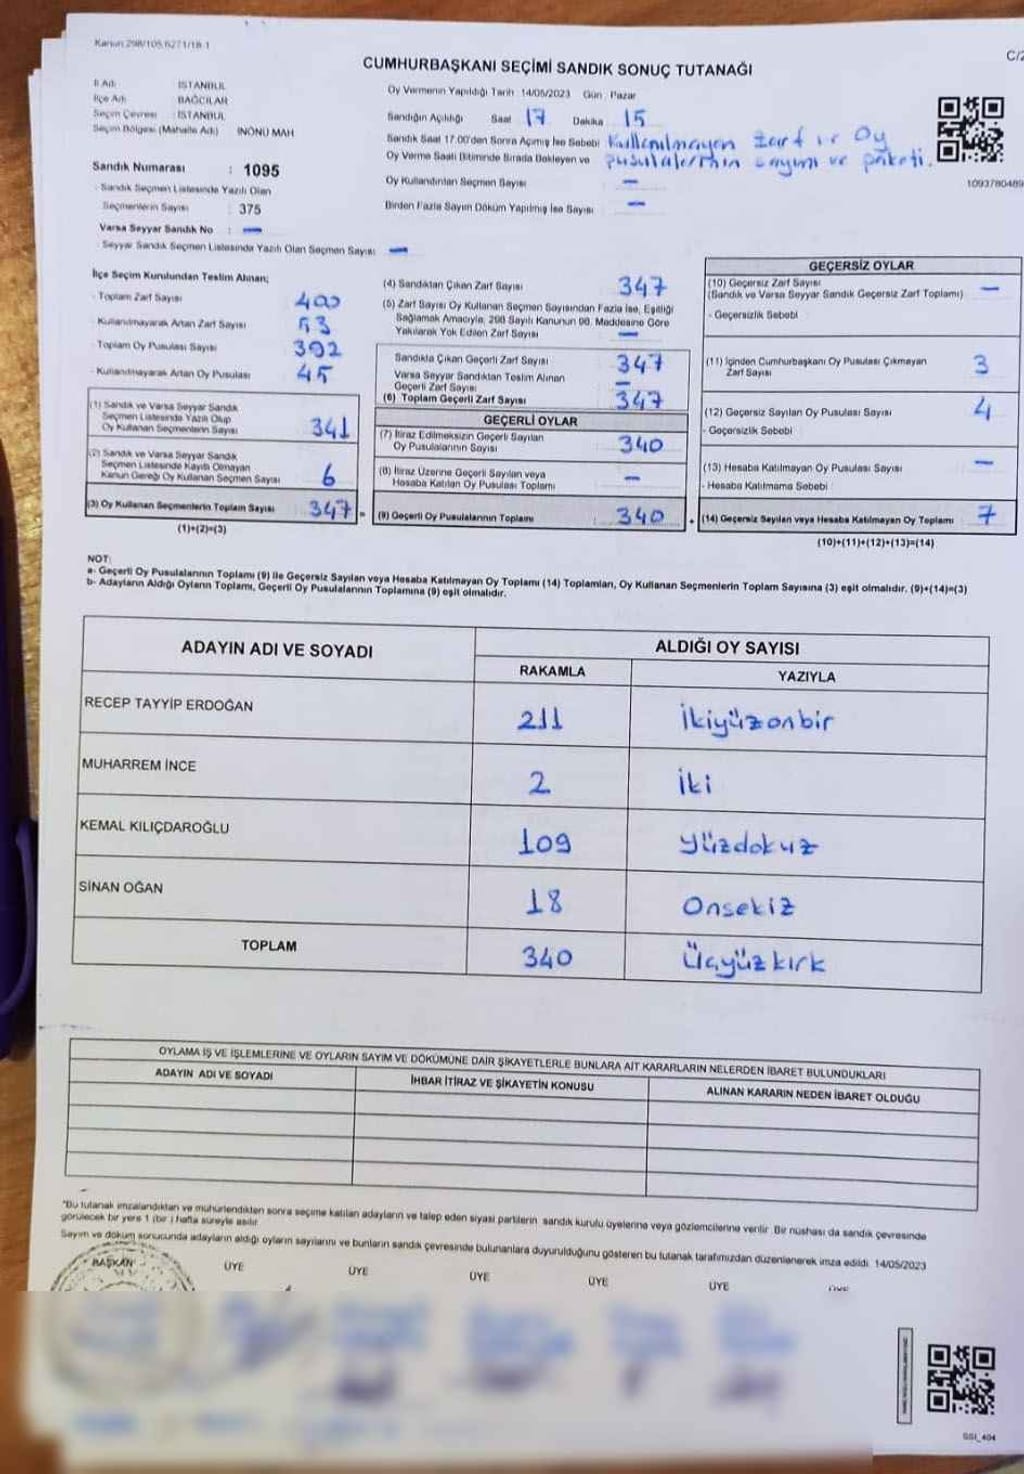 Kanun 298/105,6271/18-1
C/2
CUMHURBAŞKANI SEÇİMİ SANDIK SONUÇ TUTANAĞI
İl Adı : İSTANBUL
İlçe Adı : BAĞCILAR
Seçim Çevresi : İSTANBUL
Seçim Bölgesi (Mahalle Adı) İNÖNÜ MAH
Sandık Numarası : 1095
Sandık Seçmen Listesinde Yazılı Olan
Seçmenlerin Sayısı : 375
Varsa Seyyar Sandık No : —
Seyyar Sandık Seçmen Listesinde Yazılı Olan Seçmen Sayısı —
Oy Vermenin Yapıldığı Tarih 14/05/2023 Gün : Pazar
Sandığın Açıldığı Saat 17 Dakika 15
Sandık Saat 17.00'den Sonra Açılmış İse Sebebi Kullanılmayan zarf ve Oy
Oy Verme Saati Bitiminde Sırada Bekleyen ve pusulalarının sayımı ve paketi.
Oy Kullandırılan Seçmen Sayısı —
Birden Fazla Sayım Döküm Yapılmış İse Sayısı —
1093780489
İlçe Seçim Kurulundan Teslim Alınan;
- Toplam Zarf Sayısı 400
- Kullanılmayarak Artan Zarf Sayısı 53
- Toplam Oy Pusulası Sayısı 392
- Kullanılmayarak Artan Oy Pusulası 45
(1) Sandık ve Varsa Seyyar Sandık
Seçmen Listesinde Yazılı Olup
Oy Kullanan Seçmenlerin Sayısı 341
(2) Sandık ve Varsa Seyyar Sandık
Seçmen Listesinde Kayıtlı Olmayan
Kanun Gereği Oy Kullanan Seçmen Sayısı 6
(3) Oy Kullanan Seçmenlerin Toplam Sayısı 347 =
(1)+(2)=(3)
(4) Sandıktan Çıkan Zarf Sayısı 347
(5) Zarf Sayısı Oy Kullanan Seçmen Sayısından Fazla İse, Eşitliği
Sağlamak Amacıyla, 298 Sayılı Kanunun 98. Maddesine Göre
Yakılarak Yok Edilen Zarf Sayısı —
Sandıkta Çıkan Geçerli Zarf Sayısı 347
Varsa Seyyar Sandıktan Teslim Alınan
Geçerli Zarf Sayısı —
(6) Toplam Geçerli Zarf Sayısı 347
GEÇERLİ OYLAR
(7) İtiraz Edilmeksizin Geçerli Sayılan
Oy Pusulalarının Sayısı 340
(8) İtiraz Üzerine Geçerli Sayılan veya
Hesaba Katılan Oy Pusulası Toplamı —
(9) Geçerli Oy Pusulalarının Toplamı 340 +
GEÇERSİZ OYLAR
(10) Geçersiz Zarf Sayısı —
(Sandık ve Varsa Seyyar Sandık Geçersiz Zarf Toplamı)
- Geçersizlik Sebebi
(11) İçinden Cumhurbaşkanı Oy Pusulası Çıkmayan
Zarf Sayısı 3
(12) Geçersiz Sayılan Oy Pusulası Sayısı 4
- Geçersizlik Sebebi
(13) Hesaba Katılmayan Oy Pusulası Sayısı —
- Hesaba Katılmama Sebebi
(14) Geçersiz Sayılan veya Hesaba Katılmayan Oy Toplamı 7
(10)+(11)+(12)+(13)=(14)
NOT:
a- Geçerli Oy Pusulalarının Toplamı (9) ile Geçersiz Sayılan veya Hesaba Katılmayan Oy Toplamı (14) Toplamları, Oy Kullanan Seçmenlerin Toplam Sayısına (3) eşit olmalıdır. (9)+(14)=(3)
b- Adayların Aldığı Oyların Toplamı, Geçerli Oy Pusulalarının Toplamına (9) eşit olmalıdır.
ADAYIN ADI VE SOYADI
ALDIĞI OY SAYISI
RAKAMLA YAZIYLA
RECEP TAYYİP ERDOĞAN 211 İkiyüzonbir
MUHARREM İNCE 2 İki
KEMAL KILIÇDAROĞLU 109 yüzdokuz
SİNAN OĞAN 18 Onsekiz
TOPLAM 340 Üçyüzkırk
OYLAMA İŞ VE İŞLEMLERİNE VE OYLARIN SAYIM VE DÖKÜMÜNE DAİR ŞİKAYETLERLE BUNLARA AİT KARARLARIN NELERDEN İBARET BULUNDUKLARI
ADAYIN ADI VE SOYADI İHBAR İTİRAZ VE ŞİKAYETİN KONUSU ALINAN KARARIN NEDEN İBARET OLDUĞU
*Bu tutanak imzalandıktan ve mühürlendikten sonra seçime katılan adayların ve talep eden siyasi partilerin sandık kurulu üyelerine veya gözlemcilerine verilir. Bir nüshası da sandık çevresinde
görülecek bir yere 1 (bir) hafta süreyle asılır.
Sayım ve döküm sonucunda adayların aldığı oyların sayılarını ve bunların sandık çevresinde bulunanlara duyurulduğunu gösteren bu tutanak tarafımızdan düzenlenerek imza edildi. 14/05/2023
BAŞKAN ÜYE ÜYE ÜYE ÜYE ÜYE ÜYE
SSI_404